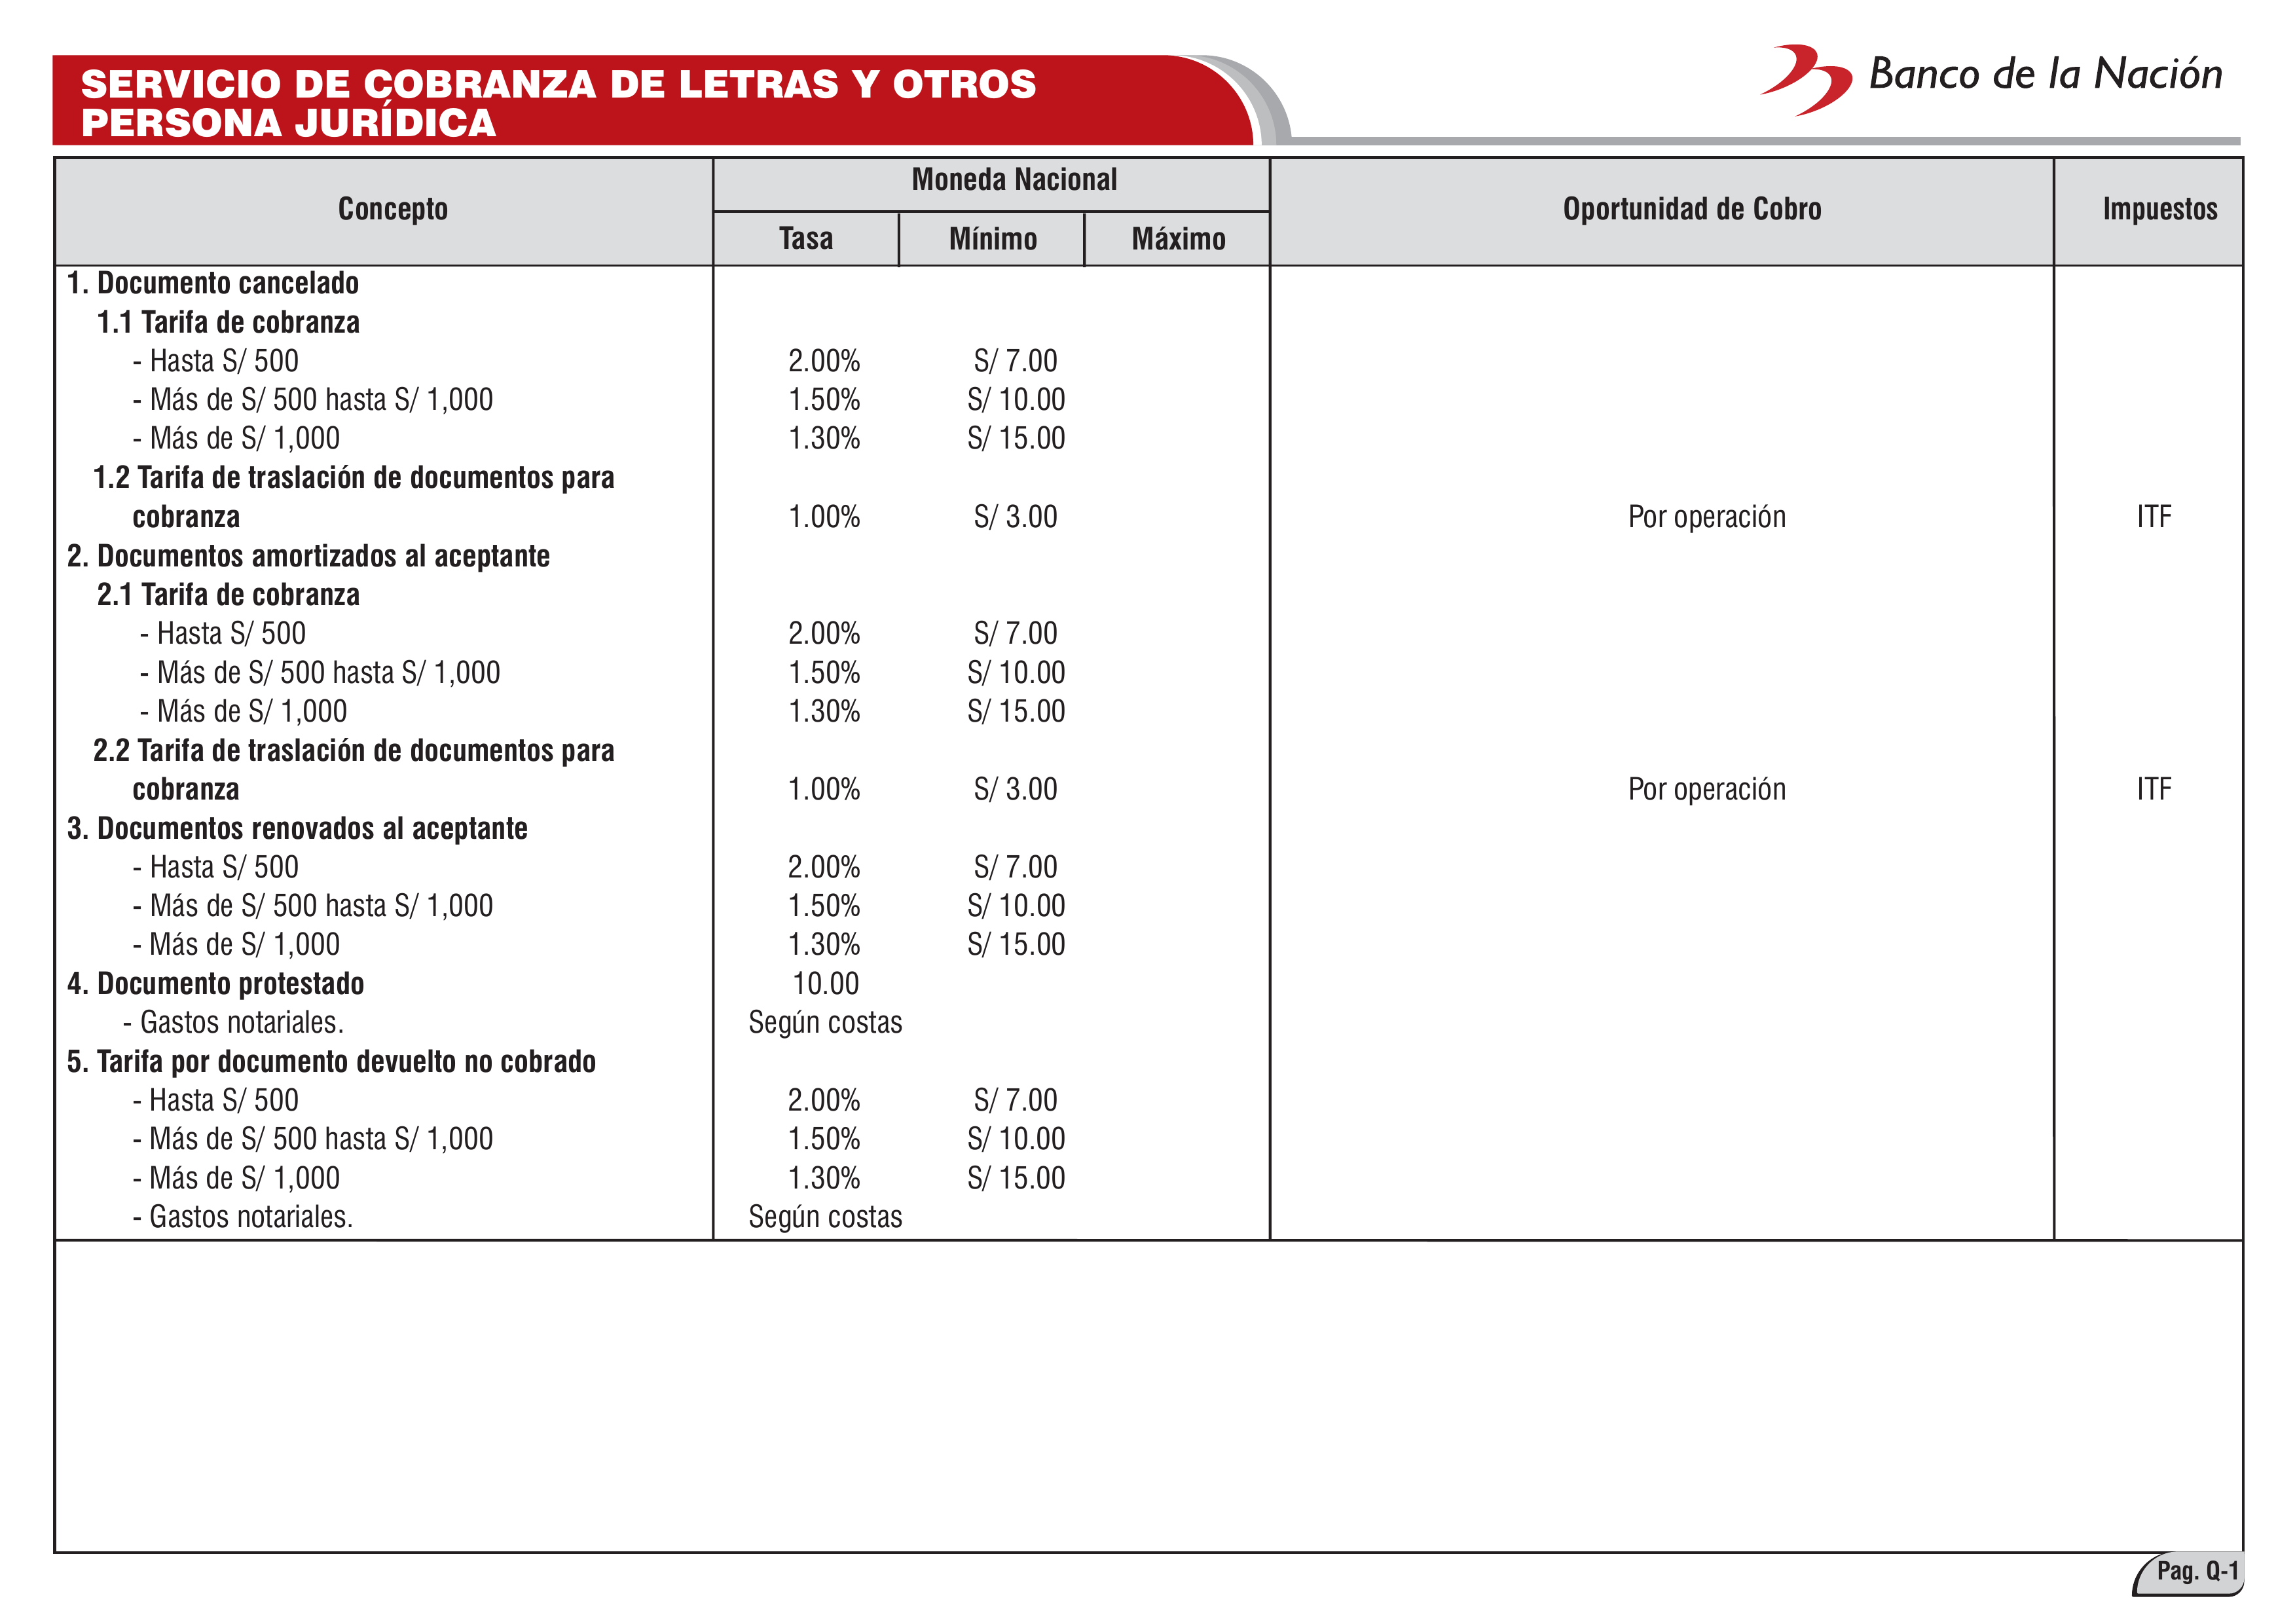 SERVICIO DE COBRANZA DE LETRAS Y OTROS
PERSONA JURÍDICA
Banco de la Nación
Concepto
Moneda Nacional
Oportunidad de Cobro
Impuestos
Tasa Mínimo Máximo
1. Documento cancelado
1.1 Tarifa de cobranza
- Hasta S/ 500 2.00% S/ 7.00
- Más de S/ 500 hasta S/ 1,000 1.50% S/ 10.00
- Más de S/ 1,000 1.30% S/ 15.00
1.2 Tarifa de traslación de documentos para
cobranza 1.00% S/ 3.00 Por operación ITF
2. Documentos amortizados al aceptante
2.1 Tarifa de cobranza
- Hasta S/ 500 2.00% S/ 7.00
- Más de S/ 500 hasta S/ 1,000 1.50% S/ 10.00
- Más de S/ 1,000 1.30% S/ 15.00
2.2 Tarifa de traslación de documentos para
cobranza 1.00% S/ 3.00 Por operación ITF
3. Documentos renovados al aceptante
- Hasta S/ 500 2.00% S/ 7.00
- Más de S/ 500 hasta S/ 1,000 1.50% S/ 10.00
- Más de S/ 1,000 1.30% S/ 15.00
4. Documento protestado 10.00
- Gastos notariales. Según costas
5. Tarifa por documento devuelto no cobrado
- Hasta S/ 500 2.00% S/ 7.00
- Más de S/ 500 hasta S/ 1,000 1.50% S/ 10.00
- Más de S/ 1,000 1.30% S/ 15.00
- Gastos notariales. Según costas
Pag. Q-1